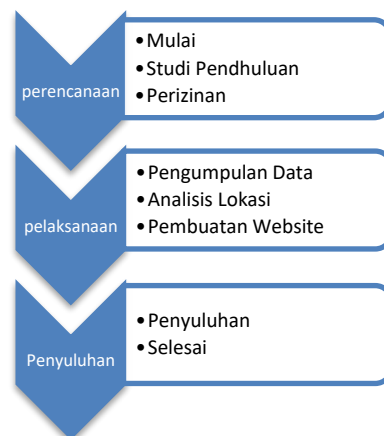 perencanaan
•Mulai
•Studi Pendhuluan
•Perizinan
pelaksanaan
•Pengumpulan Data
•Analisis Lokasi
•Pembuatan Website
Penyuluhan
•Penyuluhan
•Selesai